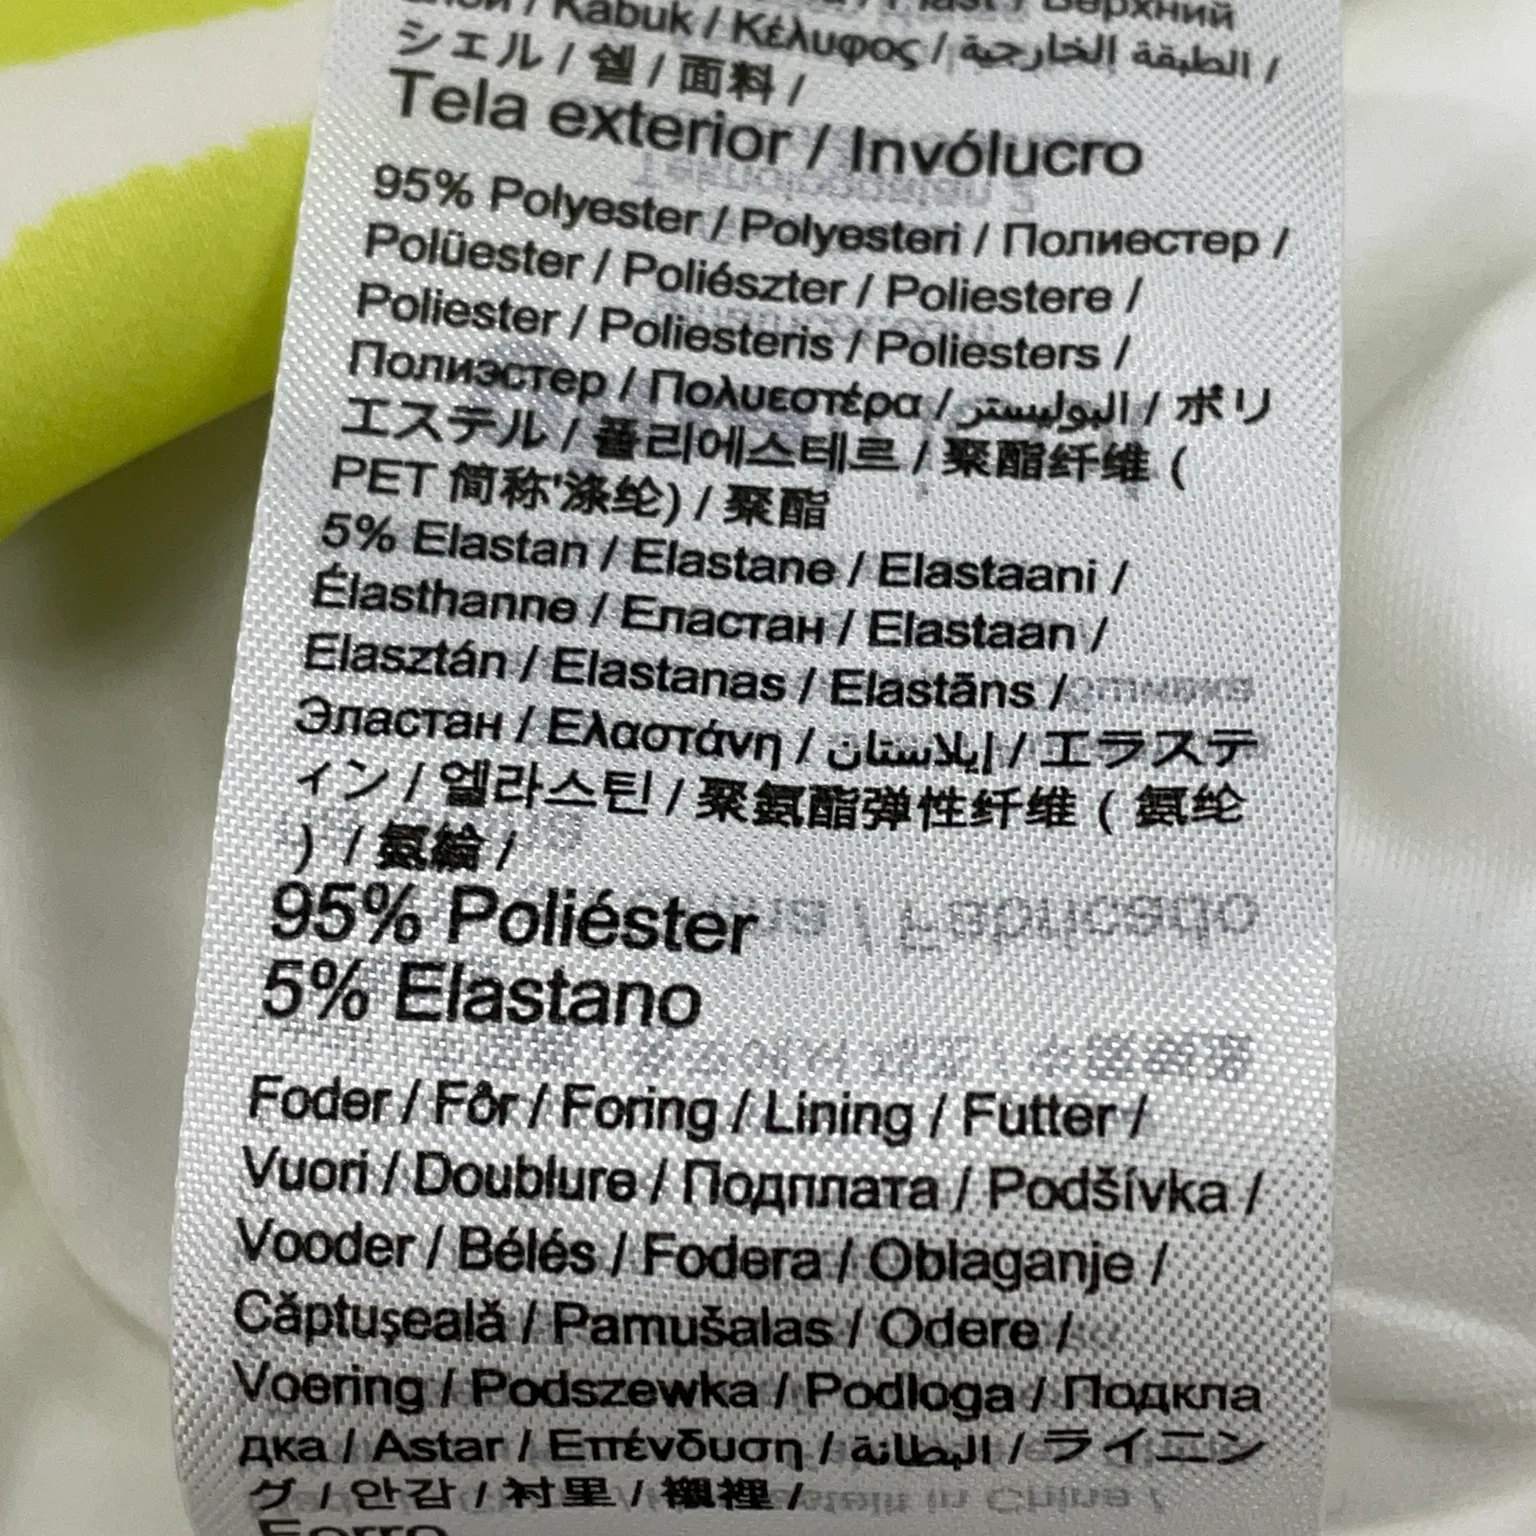 / Kabuk / Κέλυφος / الطبقة الخارجية /
シェル / 쉘 / 面料 /
Tela exterior / Invólucro
95% Polyester / Polyesteri / Полиестер /
Polüester / Poliészter / Poliestere /
Poliester / Poliesteris / Poliesters /
Полиэстер / Πολυεστέρα / البوليستر / ポリ
エステル / 폴리에스테르 / 聚酯纤维 (
PET 简称'涤纶) / 聚酯
5% Elastan / Elastane / Elastaani /
Élasthanne / Еластан / Elastaan /
Elasztán / Elastanas / Elastāns /
Эластан / Ελαστάνη / إيلاستان / エラステ
ィン / 엘라스틴 / 聚氨酯弹性纤维 ( 氨纶
) / 氨綸 /
95% Poliéster
5% Elastano
Foder / Fôr / Foring / Lining / Futter /
Vuori / Doublure / Подплата / Podšívka /
Vooder / Bélés / Fodera / Oblaganje /
Căptuşeală / Pamušalas / Odere /
Voering / Podszewka / Podloga / Подкла
дка / Astar / Επένδυση / البطانة / ライニン
グ / 안감 / 衬里 / 襯裡 /
Forro